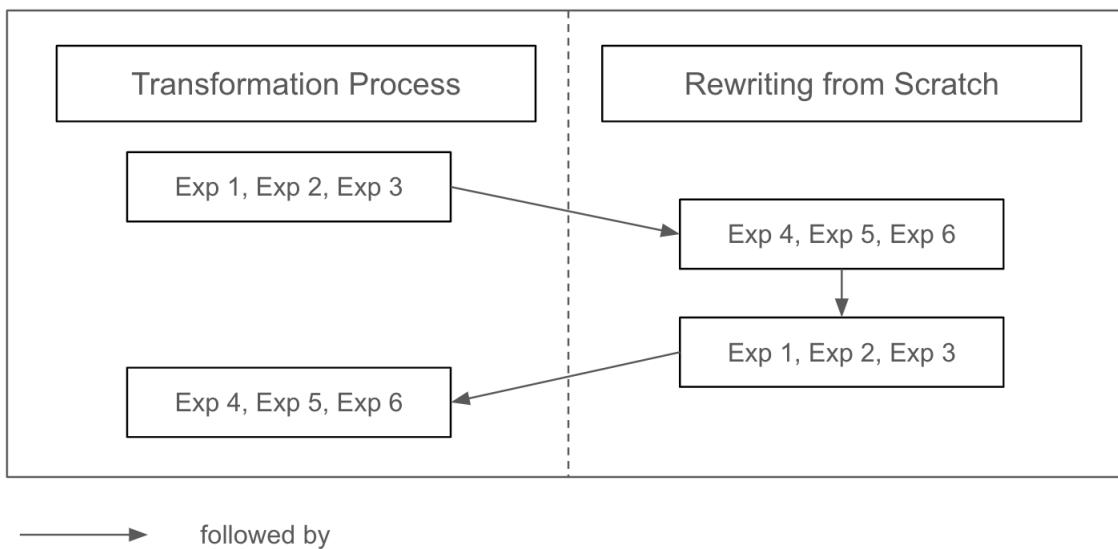 Transformation Process
Rewriting from Scratch
Exp 1, Exp 2, Exp 3
Exp 4, Exp 5, Exp 6
Exp 1, Exp 2, Exp 3
Exp 4, Exp 5, Exp 6
followed by